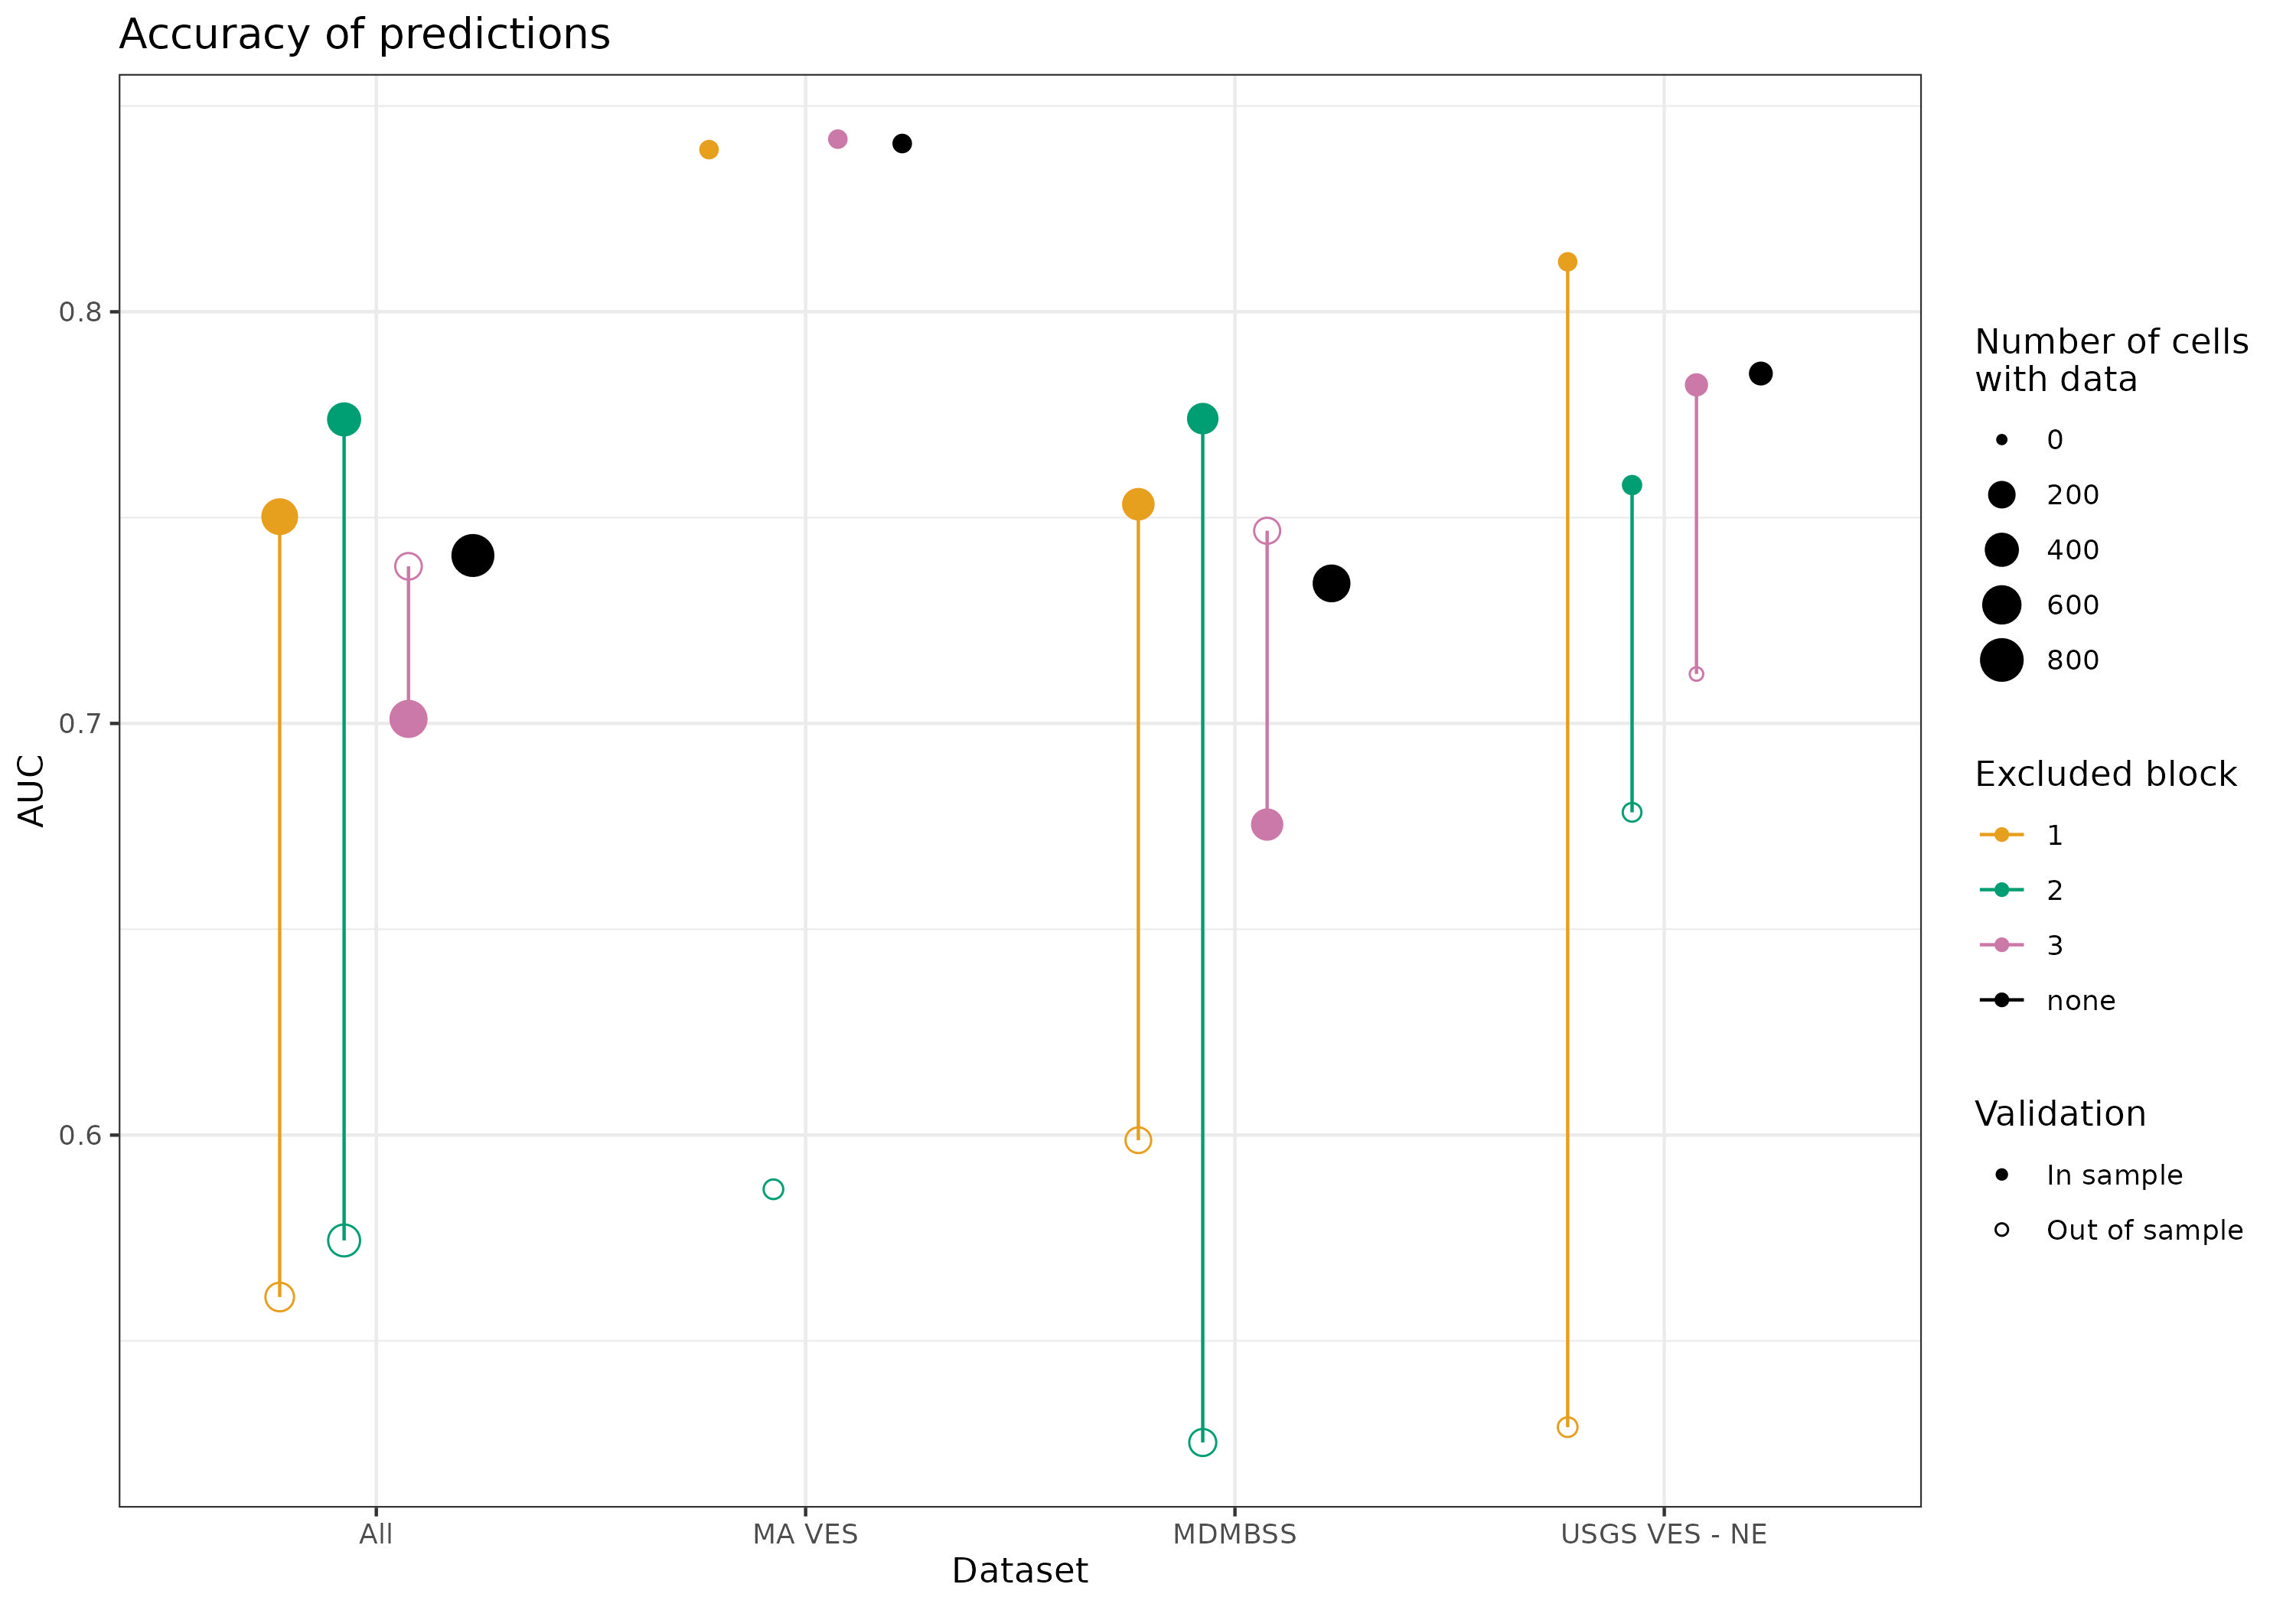 Accuracy of predictions
AUC
0.8
0.7
0.6
All
MA VES
MDMBSS
USGS VES - NE
Dataset
Number of cells
with data
0
200
400
600
800
Excluded block
1
2
3
none
Validation
In sample
Out of sample